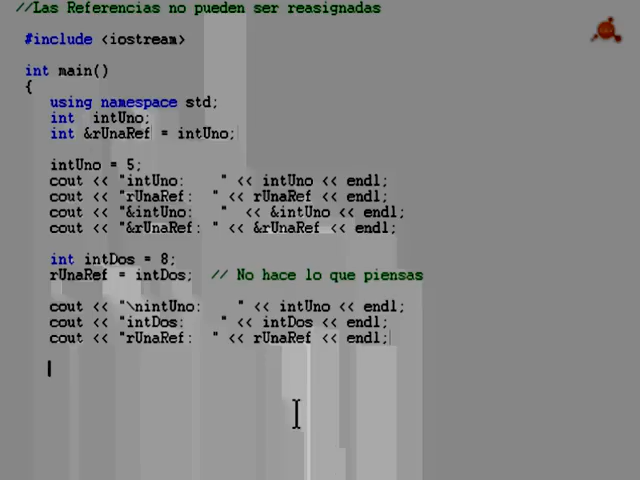 //Las Referencias no pueden ser reasignadas
#include <iostream>
int main()
{
using namespace std;
int  intUno;
int &rUnaRef = intUno;
intUno = 5;
cout << "intUno:    " << intUno << endl;
cout << "rUnaRef:  " << rUnaRef << endl;
cout << "&intUno:   " << &intUno << endl;
cout << "&rUnaRef: " << &rUnaRef << endl;
int intDos = 8;
rUnaRef = intDos;  // No hace lo que piensas
cout << "\nintUno:    " << intUno << endl;
cout << "intDos:    " << intDos << endl;
cout << "rUnaRef:  " << rUnaRef << endl;